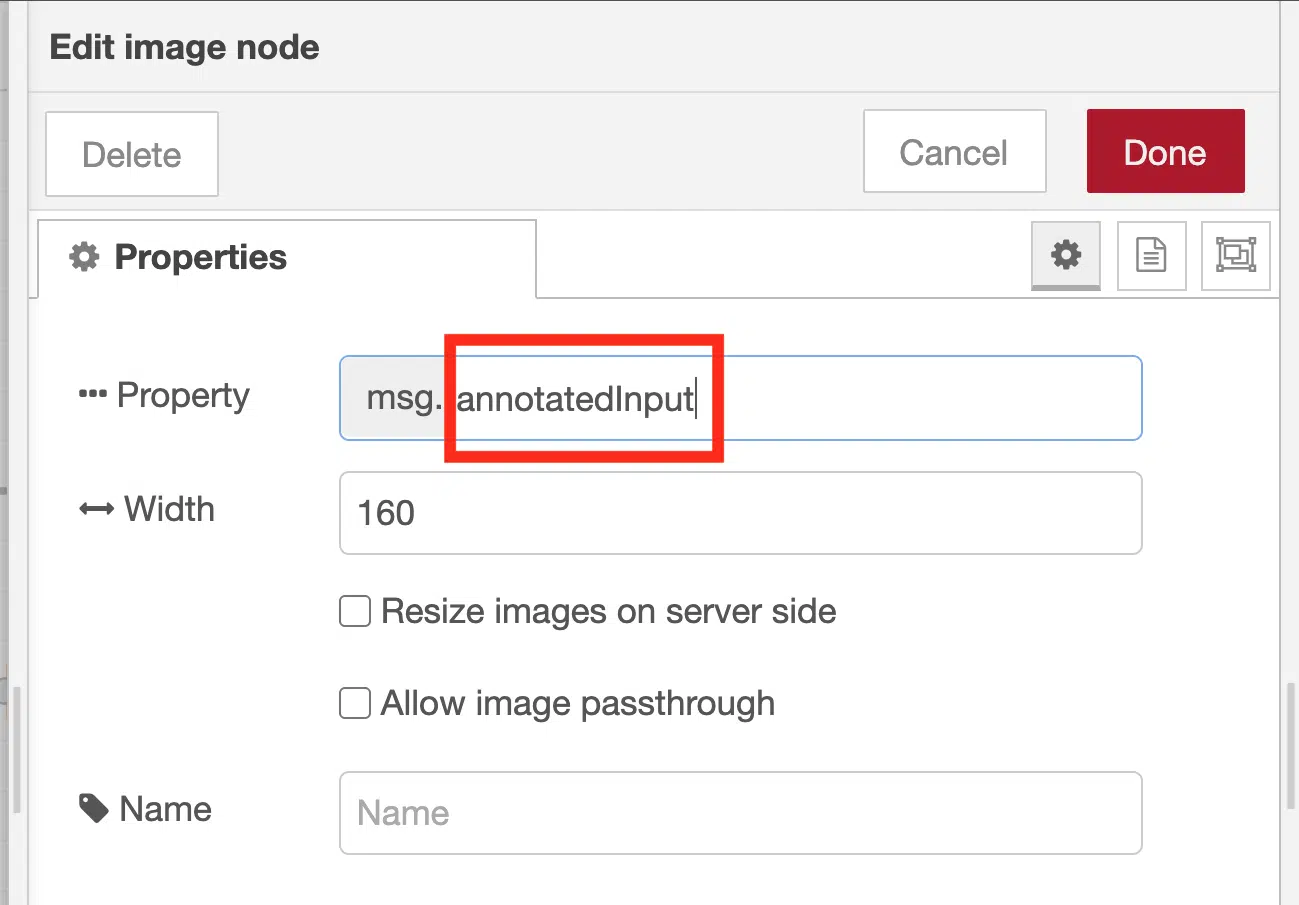 Edit image node
Delete
Cancel
Done
Properties
Property
msg.annotatedInput
Width
160
Resize images on server side
Allow image passthrough
Name
Name